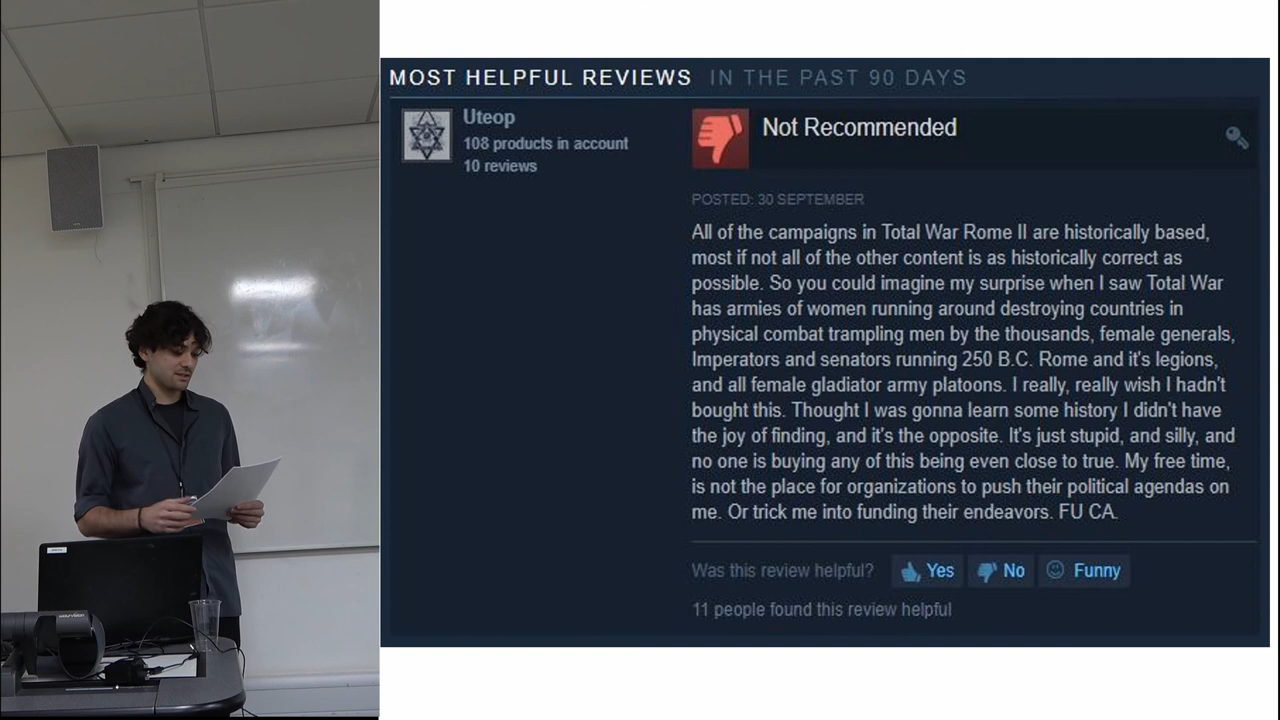 MOST HELPFUL REVIEWS IN THE PAST 90 DAYS
Uteop
108 products in account
10 reviews
Not Recommended
POSTED: 30 SEPTEMBER
All of the campaigns in Total War Rome II are historically based,
most if not all of the other content is as historically correct as
possible. So you could imagine my surprise when I saw Total War
has armies of women running around destroying countries in
physical combat trampling men by the thousands, female generals,
Imperators and senators running 250 B.C. Rome and it's legions,
and all female gladiator army platoons. I really, really wish I hadn't
bought this. Thought I was gonna learn some history I didn't have
the joy of finding, and it's the opposite. It's just stupid, and silly, and
no one is buying any of this being even close to true. My free time,
is not the place for organizations to push their political agendas on
me. Or trick me into funding their endeavors. FU CA.
Was this review helpful? Yes No Funny
11 people found this review helpful